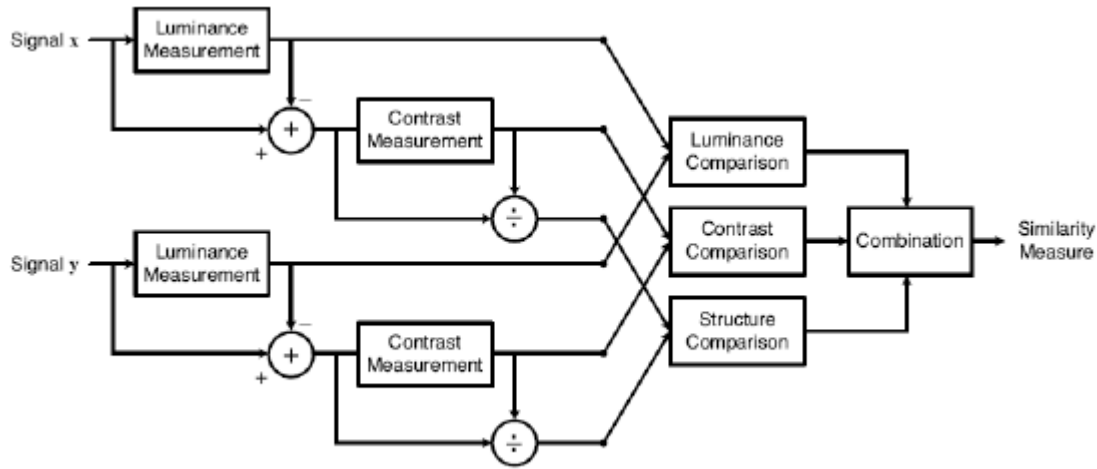 Signal x
Luminance
Measurement
−
+
+
Contrast
Measurement
÷
Luminance
Comparison
Signal y
Luminance
Measurement
Contrast
Comparison
Combination
Similarity
Measure
−
+
+
Contrast
Measurement
Structure
Comparison
÷